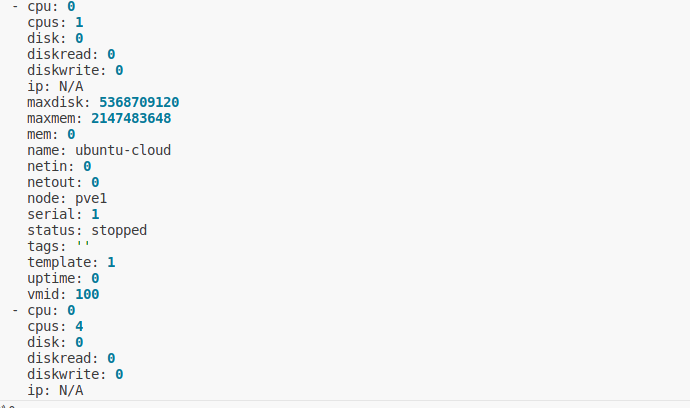 - cpu: 0
cpus: 1
disk: 0
diskread: 0
diskwrite: 0
ip: N/A
maxdisk: 5368709120
maxmem: 2147483648
mem: 0
name: ubuntu-cloud
netin: 0
netout: 0
node: pve1
serial: 1
status: stopped
tags: ''
template: 1
uptime: 0
vmid: 100
- cpu: 0
cpus: 4
disk: 0
diskread: 0
diskwrite: 0
ip: N/A